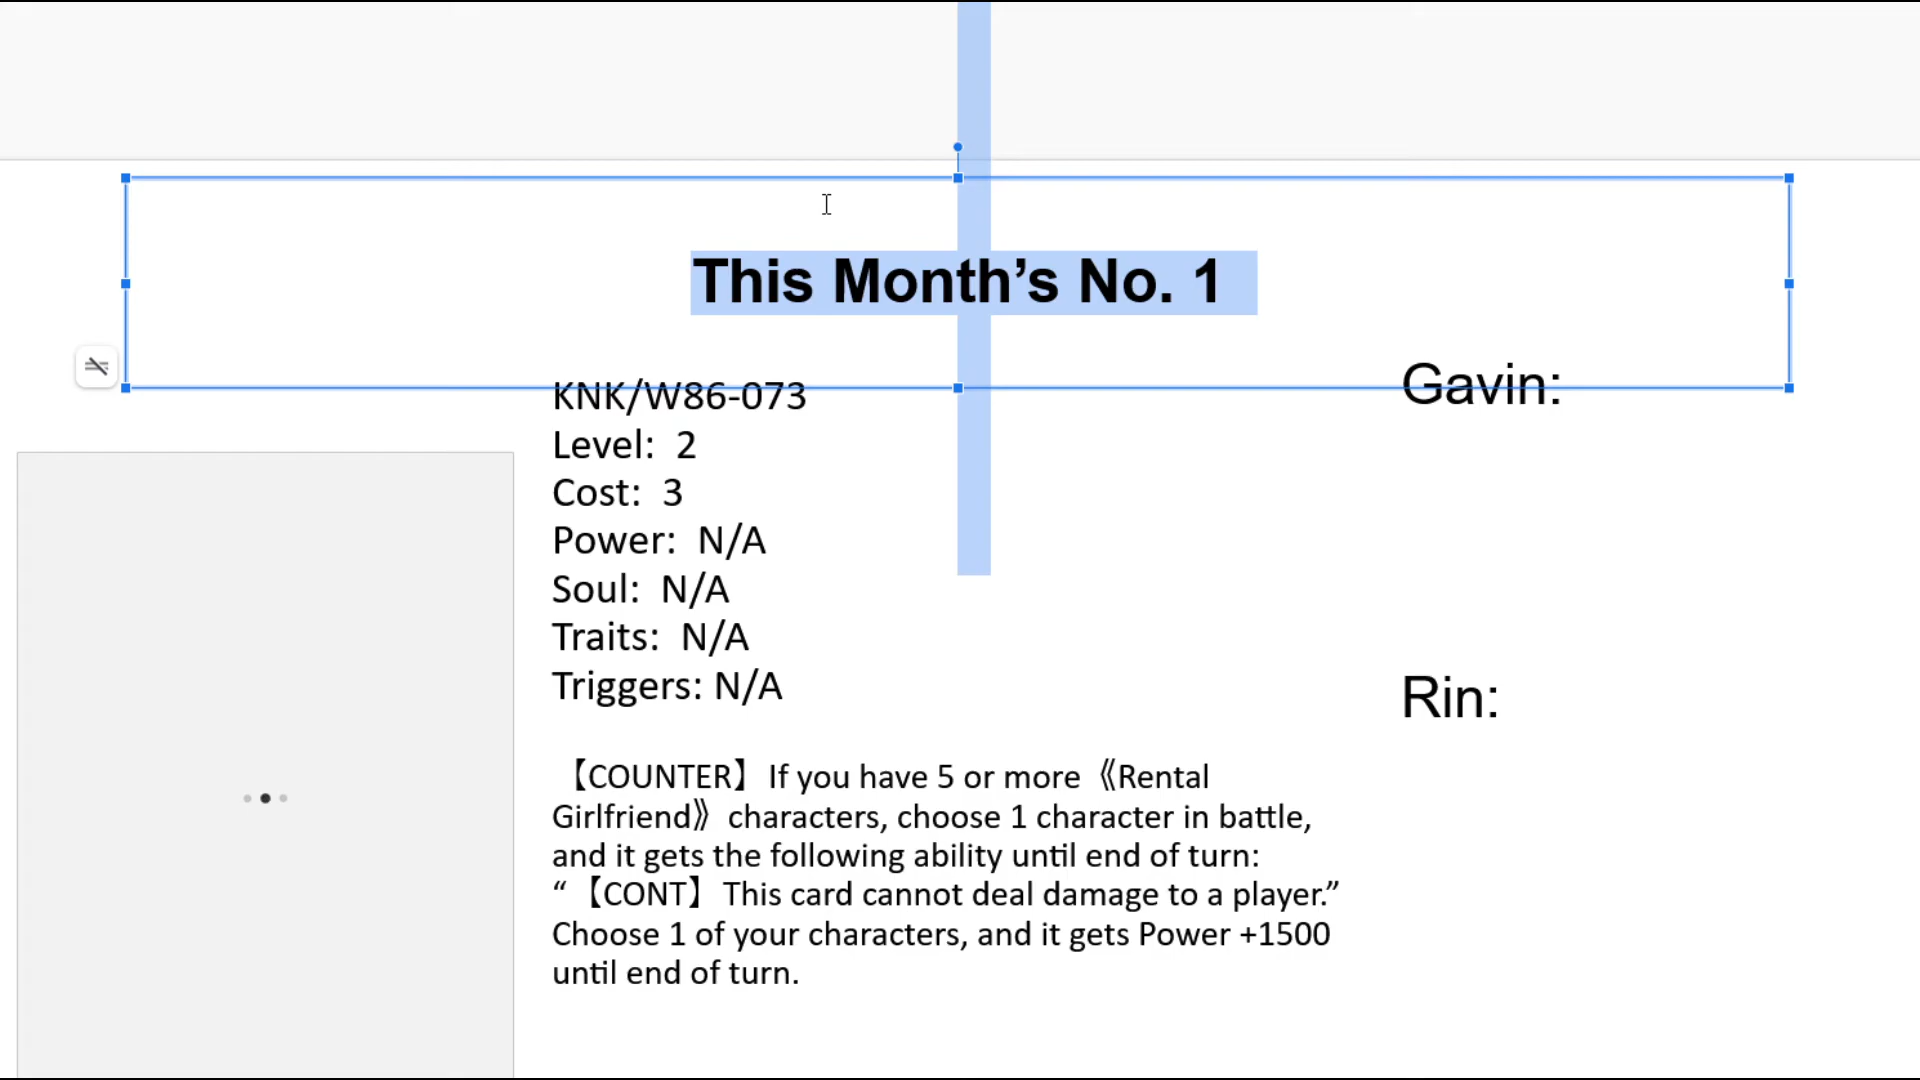 This Month’s No. 1
KNK/W86-073
Level:  2
Cost:  3
Power:  N/A
Soul:  N/A
Traits:  N/A
Triggers: N/A
【COUNTER】If you have 5 or more《Rental
Girlfriend》 characters, choose 1 character in battle,
and it gets the following ability until end of turn:
“【CONT】This card cannot deal damage to a player.”
Choose 1 of your characters, and it gets Power +1500
until end of turn.
Gavin:
Rin: